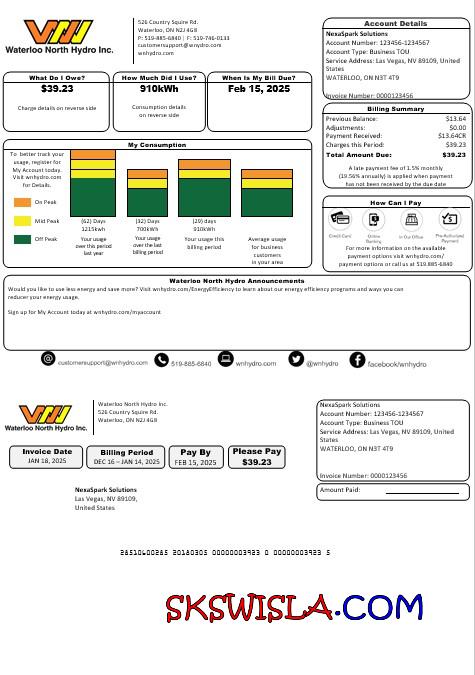 Waterloo North Hydro Inc.
526 Country Squire Rd.
Waterloo, ON N2J 4G8
P: 519-885-6840 | F: 519-746-0133
customersupport@wnhydro.com
wnhydro.com
Account Details
NexaSpark Solutions
Account Number: 123456-1234567
Account Type: Business TOU
Service Address: Las Vegas, NV 89109, United
States
WATERLOO, ON N3T 4T9
Invoice Number: 0000123456
What Do I Owe?
$39.23
Charge details on reverse side
How Much Did I Use?
910kWh
Consumption details
on reverse side
When Is My Bill Due?
Feb 15, 2025
Billing Summary
Previous Balance: $13.64
Adjustments: $0.00
Payment Received: $13.64CR
Charges this Period: $39.23
Total Amount Due: $39.23
A late payment fee of 1.5% monthly
(19.56% annually) is applied when payment
has not been received by the due date
My Consumption
To better track your
usage, register for
My Account today.
Visit wnhydro.com
for Details.
On Peak
Mid Peak
Off Peak
(62) Days
1215kwh
Your usage
over this period
last year
(32) Days
700kWh
Your usage
over the last
billing period
(29) days
910kWh
Your usage this
billing period
Average usage
for business
customers
in your area
How Can I Pay
Credit Card
Online
Banking
In Our Office
Pre-Authorized
Payment
For more information on the available
payment options visit wnhydro.com/
payment options or call us at 519.885-6840
Waterloo North Hydro Announcements
Would you like to use less energy and save more? Visit wnhydro.com/EnergyEfficiency to learn about our energy efficiency programs and ways you can
reducer your energy usage.
Sign up for My Account today at wnhydro.com/myaccount
customersupport@wnhydro.com
519-885-6840
wnhydro.com
@wnhydro
facebook/wnhydro
Waterloo North Hydro Inc.
Waterloo North Hydro Inc.
526 Country Squire Rd.
Waterloo, ON N2J 4G8
NexaSpark Solutions
Account Number: 123456-1234567
Account Type: Business TOU
Service Address: Las Vegas, NV 89109, United
States
WATERLOO, ON N3T 4T9
Invoice Number: 0000123456
Invoice Date
JAN 18, 2025
Billing Period
DEC 16 – JAN 14, 2025
Pay By
FEB 15, 2025
Please Pay
$39.23
Amount Paid:
NexaSpark Solutions
Las Vegas, NV 89109,
United States
28510600285 20180305 00000003923 0 00000003923 5
SKSWISLA.COM